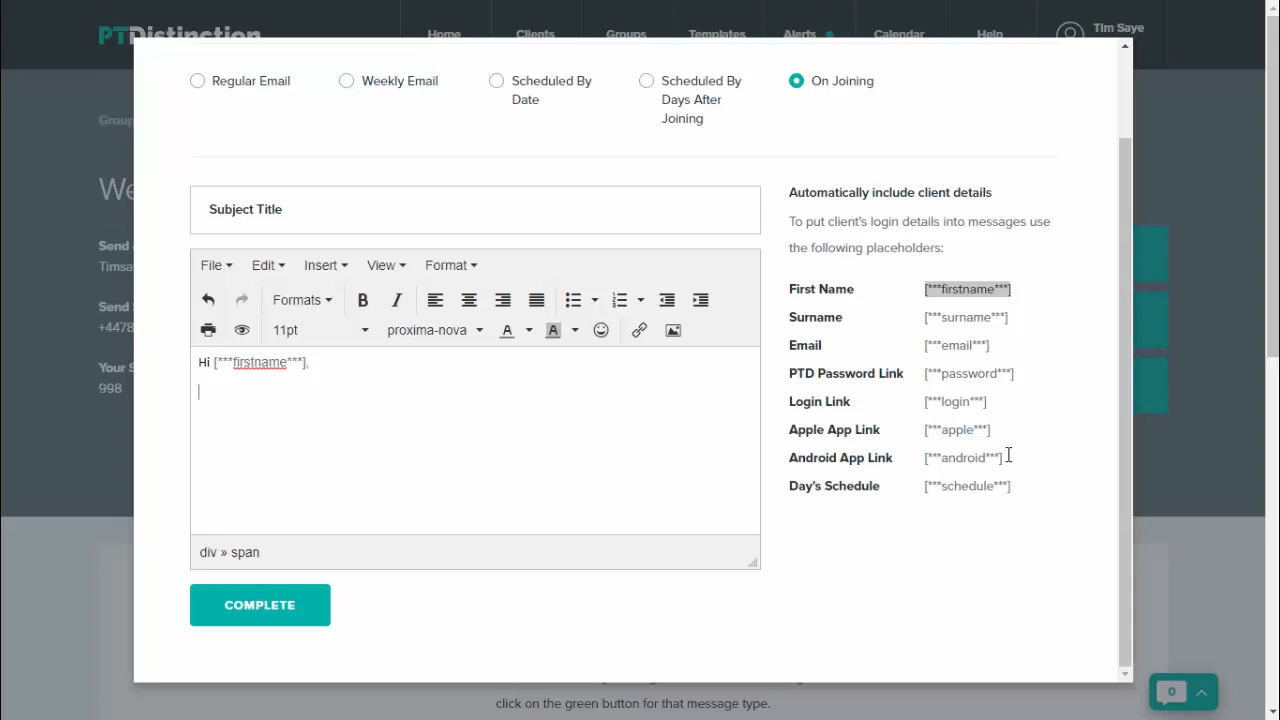 PTDistinction
Home
Clients
Groups
Templates
Alerts
Calendar
Help
Tim Saye
Group
We
Send
Timsay
Send S
+4478
Your S
998
Regular Email
Weekly Email
Scheduled By
Date
Scheduled By
Days After
Joining
On Joining
Subject Title
File
Edit
Insert
View
Format
Formats
B
I
11pt
proxima-nova
A
A
Hi [***firstname***],
div » span
COMPLETE
Automatically include client details
To put client's login details into messages use
the following placeholders:
First Name [***firstname***]
Surname [***surname***]
Email [***email***]
PTD Password Link [***password***]
Login Link [***login***]
Apple App Link [***apple***]
Android App Link [***android***]
Day's Schedule [***schedule***]
click on the green button for that message type.
0